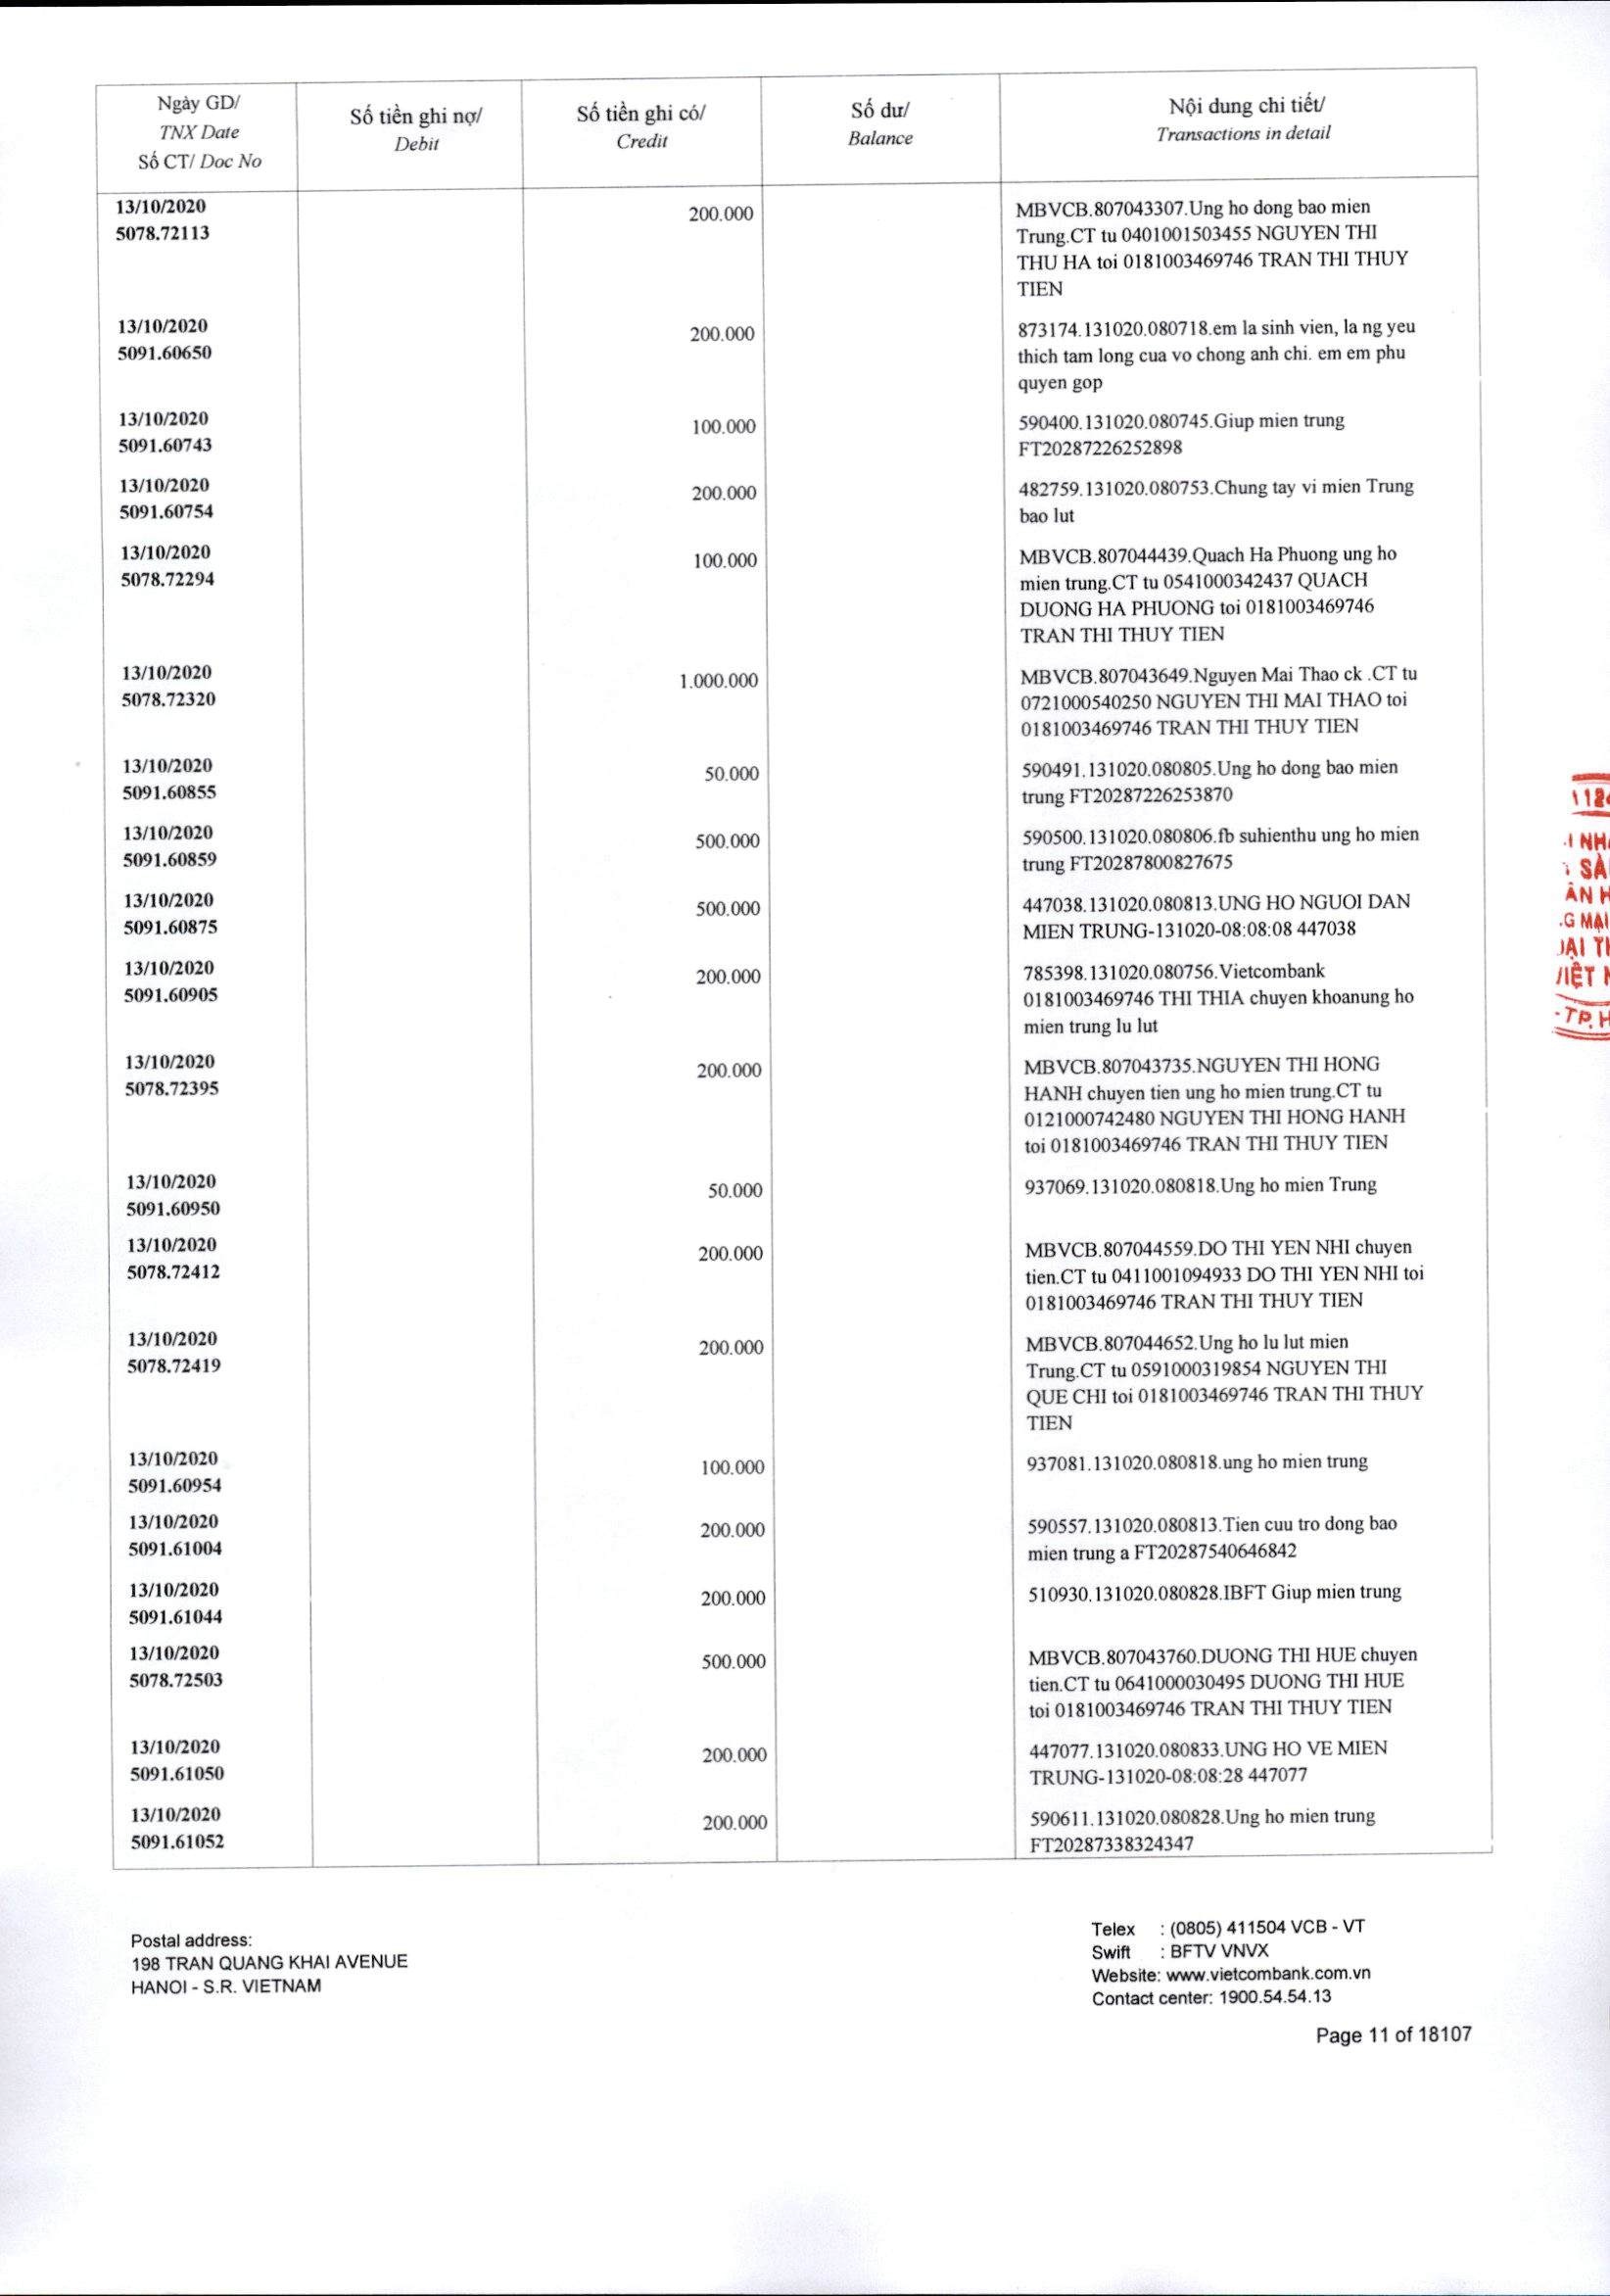 Ngày GD/
TNX Date
Số CT/ Doc No
Số tiền ghi nợ/
Debit
Số tiền ghi có/
Credit
Số dư/
Balance
Nội dung chi tiết/
Transactions in detail
13/10/2020
5078.72113
200.000
MBVCB.807043307.Ung ho dong bao mien
Trung.CT tu 0401001503455 NGUYEN THI
THU HA toi 0181003469746 TRAN THI THUY
TIEN
13/10/2020
5091.60650
200.000
873174.131020.080718.em la sinh vien, la ng yeu
thich tam long cua vo chong anh chi. em em phu
quyen gop
13/10/2020
5091.60743
100.000
590400.131020.080745.Giup mien trung
FT20287226252898
13/10/2020
5091.60754
200.000
482759.131020.080753.Chung tay vi mien Trung
bao lut
13/10/2020
5078.72294
100.000
MBVCB.807044439.Quach Ha Phuong ung ho
mien trung.CT tu 0541000342437 QUACH
DUONG HA PHUONG toi 0181003469746
TRAN THI THUY TIEN
13/10/2020
5078.72320
1.000.000
MBVCB.807043649.Nguyen Mai Thao ck .CT tu
0721000540250 NGUYEN THI MAI THAO toi
0181003469746 TRAN THI THUY TIEN
13/10/2020
5091.60855
50.000
590491.131020.080805.Ung ho dong bao mien
trung FT20287226253870
13/10/2020
5091.60859
500.000
590500.131020.080806.fb suhienthu ung ho mien
trung FT20287800827675
13/10/2020
5091.60875
500.000
447038.131020.080813.UNG HO NGUOI DAN
MIEN TRUNG-131020-08:08:08 447038
13/10/2020
5091.60905
200.000
785398.131020.080756.Vietcombank
0181003469746 THI THIA chuyen khoanung ho
mien trung lu lut
13/10/2020
5078.72395
200.000
MBVCB.807043735.NGUYEN THI HONG
HANH chuyen tien ung ho mien trung.CT tu
0121000742480 NGUYEN THI HONG HANH
toi 0181003469746 TRAN THI THUY TIEN
13/10/2020
5091.60950
50.000
937069.131020.080818.Ung ho mien Trung
13/10/2020
5078.72412
200.000
MBVCB.807044559.DO THI YEN NHI chuyen
tien.CT tu 0411001094933 DO THI YEN NHI toi
0181003469746 TRAN THI THUY TIEN
13/10/2020
5078.72419
200.000
MBVCB.807044652.Ung ho lu lut mien
Trung.CT tu 0591000319854 NGUYEN THI
QUE CHI toi 0181003469746 TRAN THI THUY
TIEN
13/10/2020
5091.60954
100.000
937081.131020.080818.ung ho mien trung
13/10/2020
5091.61004
200.000
590557.131020.080813.Tien cuu tro dong bao
mien trung a FT20287540646842
13/10/2020
5091.61044
200.000
510930.131020.080828.IBFT Giup mien trung
13/10/2020
5078.72503
500.000
MBVCB.807043760.DUONG THI HUE chuyen
tien.CT tu 0641000030495 DUONG THI HUE
toi 0181003469746 TRAN THI THUY TIEN
13/10/2020
5091.61050
200.000
447077.131020.080833.UNG HO VE MIEN
TRUNG-131020-08:08:28 447077
13/10/2020
5091.61052
200.000
590611.131020.080828.Ung ho mien trung
FT20287338324347
Postal address:
198 TRAN QUANG KHAI AVENUE
HANOI - S.R. VIETNAM
Telex : (0805) 411504 VCB - VT
Swift : BFTV VNVX
Website: www.vietcombank.com.vn
Contact center: 1900.54.54.13
Page 11 of 18107